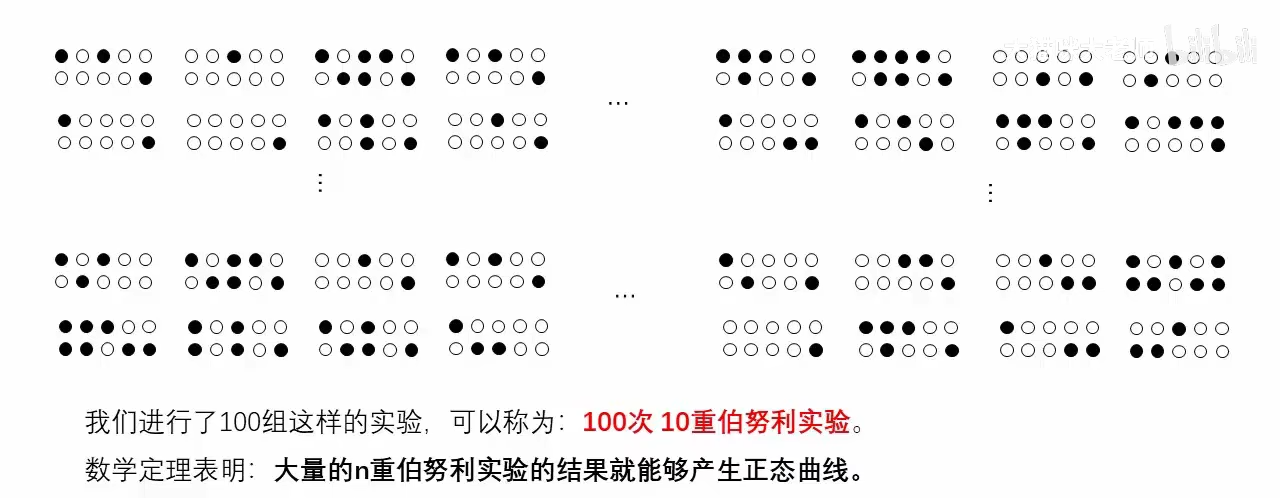 ...
...
我们进行了100组这样的实验，可以称为：100次 10重伯努利实验。
数学定理表明：大量的n重伯努利实验的结果就能够产生正态曲线。